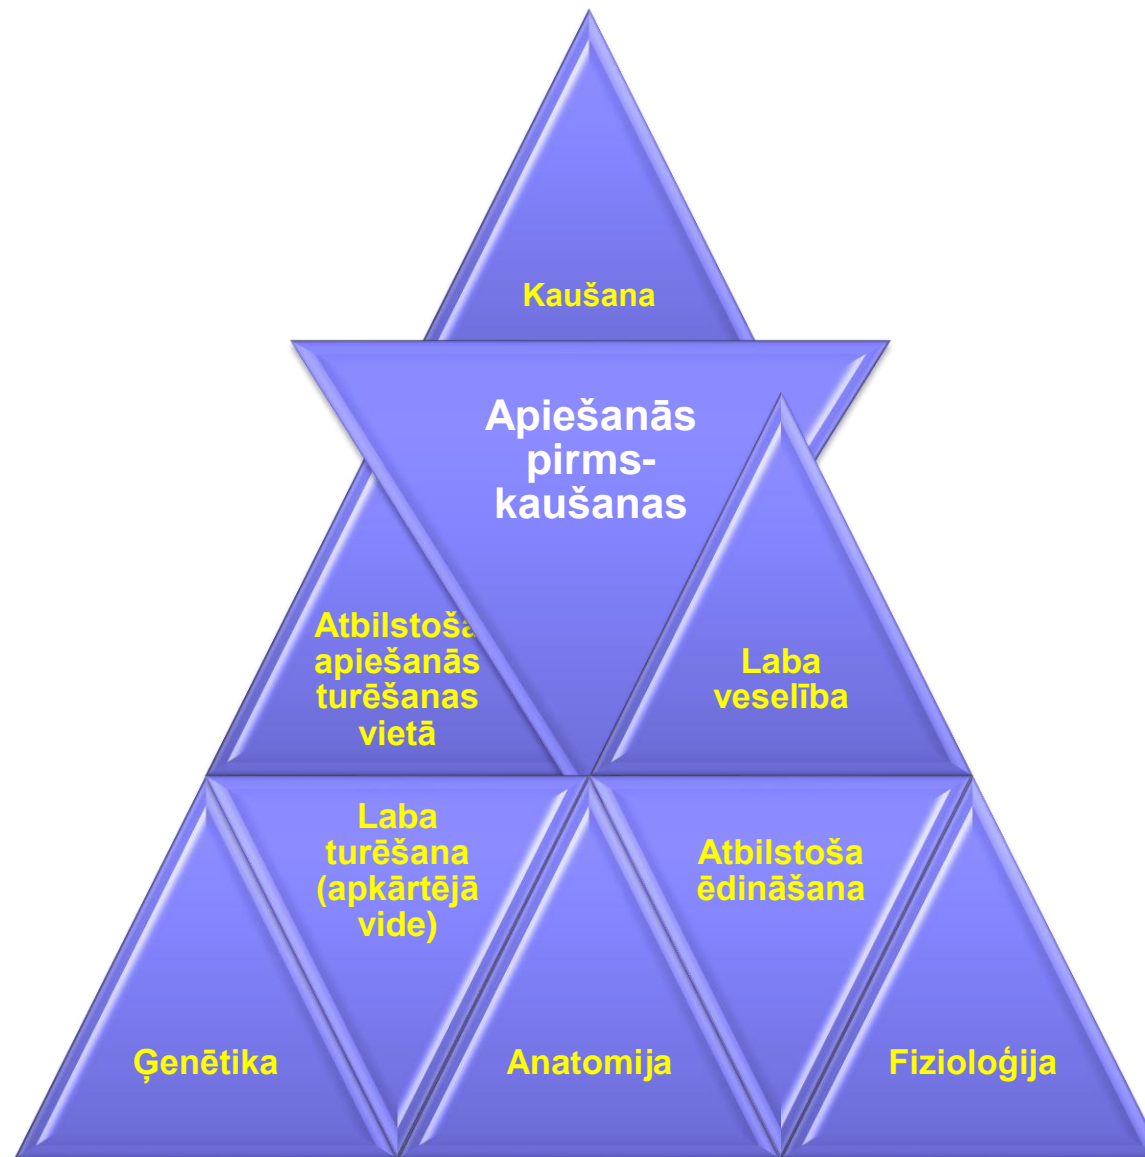 Kaušana
Apiešanās
pirms-
kaušanas
Atbilstoša
apiešanās
turēšanas
vietā
Laba
veselība
Laba
turēšana
(apkārtējā
vide)
Atbilstoša
ēdināšana
Ģenētika
Anatomija
Fizioloģija